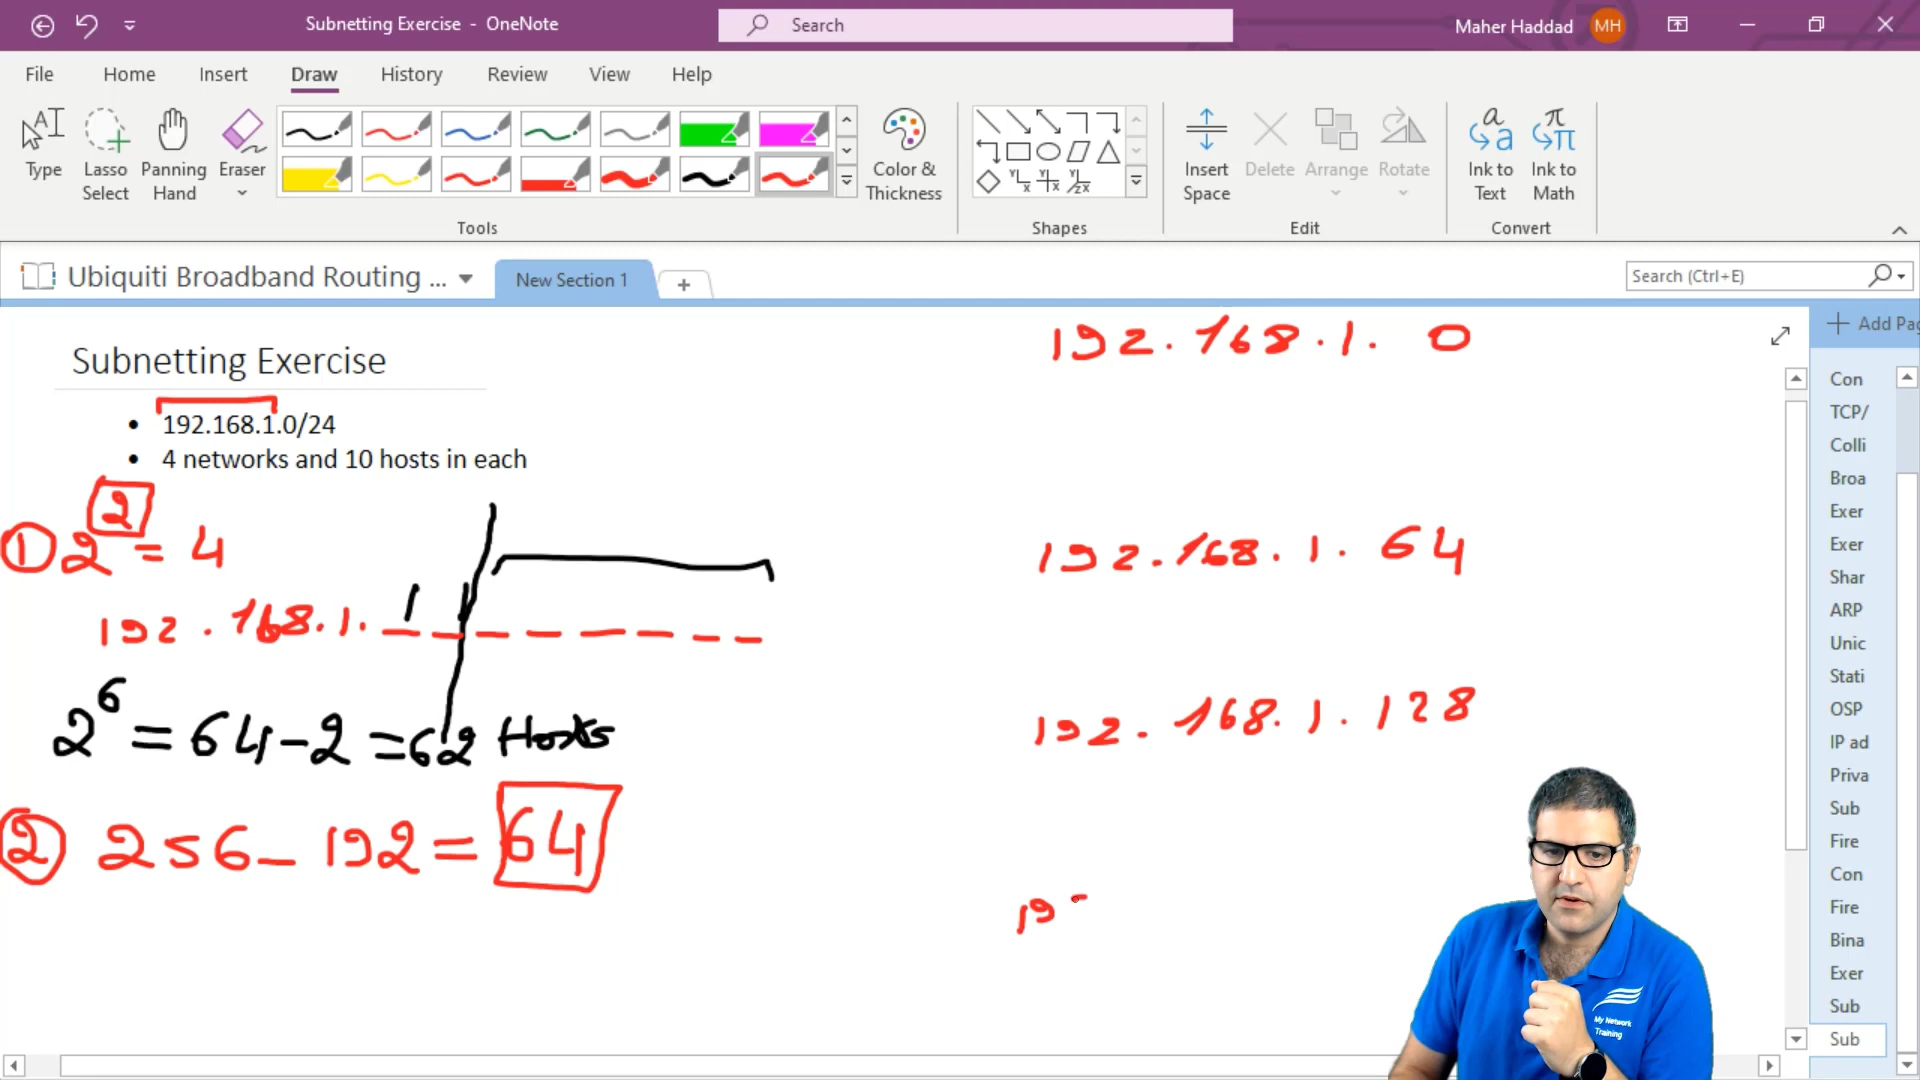 Subnetting Exercise - OneNote
Search
Maher Haddad
MH
File Home Insert Draw History Review View Help
Type
Lasso Select
Panning Hand
Eraser
Color & Thickness
Insert Space
Delete
Arrange
Rotate
Ink to Text
Ink to Math
Tools
Shapes
Edit
Convert
Ubiquiti Broadband Routing ...
New Section 1
+
Search (Ctrl+E)
Add Pag
192.168.1. 0
Subnetting Exercise
• 192.168.1.0/24
• 4 networks and 10 hosts in each
① 2^2 = 4
192.168.1. 64
192.168.1. 1 1
2^6 = 64 - 2 = 62 Hosts
192.168.1.128
② 256 - 192 = 64
19
My Network
Training
Con
TCP/
Colli
Broa
Exer
Exer
Shar
ARP
Unic
Stati
OSP
IP ad
Priva
Sub
Fire
Con
Fire
Bina
Exer
Sub
Sub